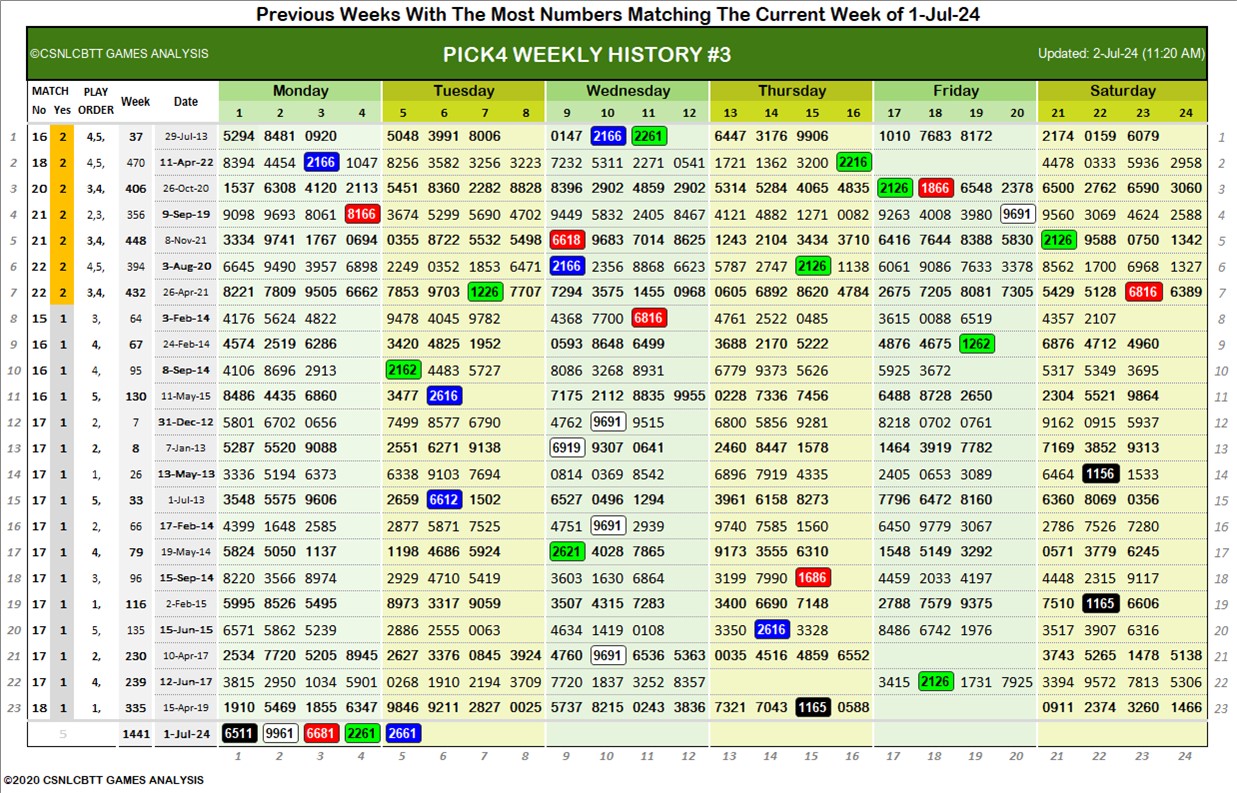 Previous Weeks With The Most Numbers Matching The Current Week of 1-Jul-24
©CSNLCBTT GAMES ANALYSIS PICK4 WEEKLY HISTORY #3 Updated: 2-Jul-24 (11:20 AM)
MATCH PLAY Week Date Monday Tuesday Wednesday Thursday Friday Saturday
No Yes ORDER 1 2 3 4 5 6 7 8 9 10 11 12 13 14 15 16 17 18 19 20 21 22 23 24
1 16 2 4,5, 37 29-Jul-13 5294 8481 0920 5048 3991 8006 0147 2166 2261 6447 3176 9906 1010 7683 8172 2174 0159 6079 1
2 18 2 4,5, 470 11-Apr-22 8394 4454 2166 1047 8256 3582 3256 3223 7232 5311 2271 0541 1721 1362 3200 2216 4478 0333 5936 2958 2
3 20 2 3,4, 406 26-Oct-20 1537 6308 4120 2113 5451 8360 2282 8828 8396 2902 4859 2902 5314 5284 4065 4835 2126 1866 6548 2378 6500 2762 6590 3060 3
4 21 2 2,3, 356 9-Sep-19 9098 9693 8061 8166 3674 5299 5690 4702 9449 5832 2405 8467 4121 4882 1271 0082 9263 4008 3980 9691 9560 3069 4624 2588 4
5 21 2 3,4, 448 8-Nov-21 3334 9741 1767 0694 0355 8722 5532 5498 6618 9683 7014 8625 1243 2104 3434 3710 6416 7644 8388 5830 2126 9588 0750 1342 5
6 22 2 4,5, 394 3-Aug-20 6645 9490 3957 6898 2249 0352 1853 6471 2166 2356 8868 6623 5787 2747 2126 1138 6061 9086 7633 3378 8562 1700 6968 1327 6
7 22 2 3,4, 432 26-Apr-21 8221 7809 9505 6662 7853 9703 1226 7707 7294 3575 1455 0968 0605 6892 8620 4784 2675 7205 8081 7305 5429 5128 6816 6389 7
8 15 1 3, 64 3-Feb-14 4176 5624 4822 9478 4045 9782 4368 7700 6816 4761 2522 0485 3615 0088 6519 4357 2107 8
9 16 1 4, 67 24-Feb-14 4574 2519 6286 3420 4825 1952 0593 8648 6499 3688 2170 5222 4876 4675 1262 6876 4712 4960 9
10 16 1 4, 95 8-Sep-14 4106 8696 2913 2162 4483 5727 8086 3268 8931 6779 9373 5626 5925 3672 5317 5349 3695 10
11 16 1 5, 130 11-May-15 8486 4435 6860 3477 2616 7175 2112 8835 9955 0228 7336 7456 6488 8728 2650 2304 5521 9864 11
12 17 1 2, 7 31-Dec-12 5801 6702 0656 7499 8577 6790 4762 9691 9515 6800 5856 9281 8218 0702 0761 9162 0915 5937 12
13 17 1 2, 8 7-Jan-13 5287 5520 9088 2551 6271 9138 6919 9307 0641 2460 8447 1578 1464 3919 7782 7169 3852 9313 13
14 17 1 1, 26 13-May-13 3336 5194 6373 6338 9103 7694 0814 0369 8542 6896 7919 4335 2405 0653 3089 6464 1156 1533 14
15 17 1 5, 33 1-Jul-13 3548 5575 9606 2659 6612 1502 6527 0496 1294 3961 6158 8273 7796 6472 8160 6360 8069 0356 15
16 17 1 2, 66 17-Feb-14 4399 1648 2585 2877 5871 7525 4751 9691 2939 9740 7585 1560 6450 9779 3067 2786 7526 7280 16
17 17 1 4, 79 19-May-14 5824 5050 1137 1198 4686 5924 2621 4028 7865 9173 3555 6310 1548 5149 3292 0571 3779 6245 17
18 17 1 3, 96 15-Sep-14 8220 3566 8974 2929 4710 5419 3603 1630 6864 3199 7990 1686 4459 2033 4197 4448 2315 9117 18
19 17 1 1, 116 2-Feb-15 5995 8526 5495 8973 3317 9059 3507 4315 7283 3400 6690 7148 2788 7579 9375 7510 1165 6606 19
20 17 1 5, 135 15-Jun-15 6571 5862 5239 2886 2555 0063 4634 1419 0108 3350 2616 3328 8486 6742 1976 3517 3907 6316 20
21 17 1 2, 230 10-Apr-17 2534 7720 5205 8945 2627 3376 0845 3924 4760 9691 6536 5363 0035 4516 4859 6552 3743 5265 1478 5138 21
22 17 1 4, 239 12-Jun-17 3815 2950 1034 5901 0268 1910 2194 3709 7720 1837 3252 8357 3415 2126 1731 7925 3394 9572 7813 5306 22
23 18 1 1, 335 15-Apr-19 1910 5469 1855 6347 9846 9211 2827 0025 5737 8215 0243 3836 7321 7043 1165 0588 0911 2374 3260 1466 23
5 1441 1-Jul-24 6511 9961 6681 2261 2661
1 2 3 4 5 6 7 8 9 10 11 12 13 14 15 16 17 18 19 20 21 22 23 24
©2020 CSNLCBTT GAMES ANALYSIS